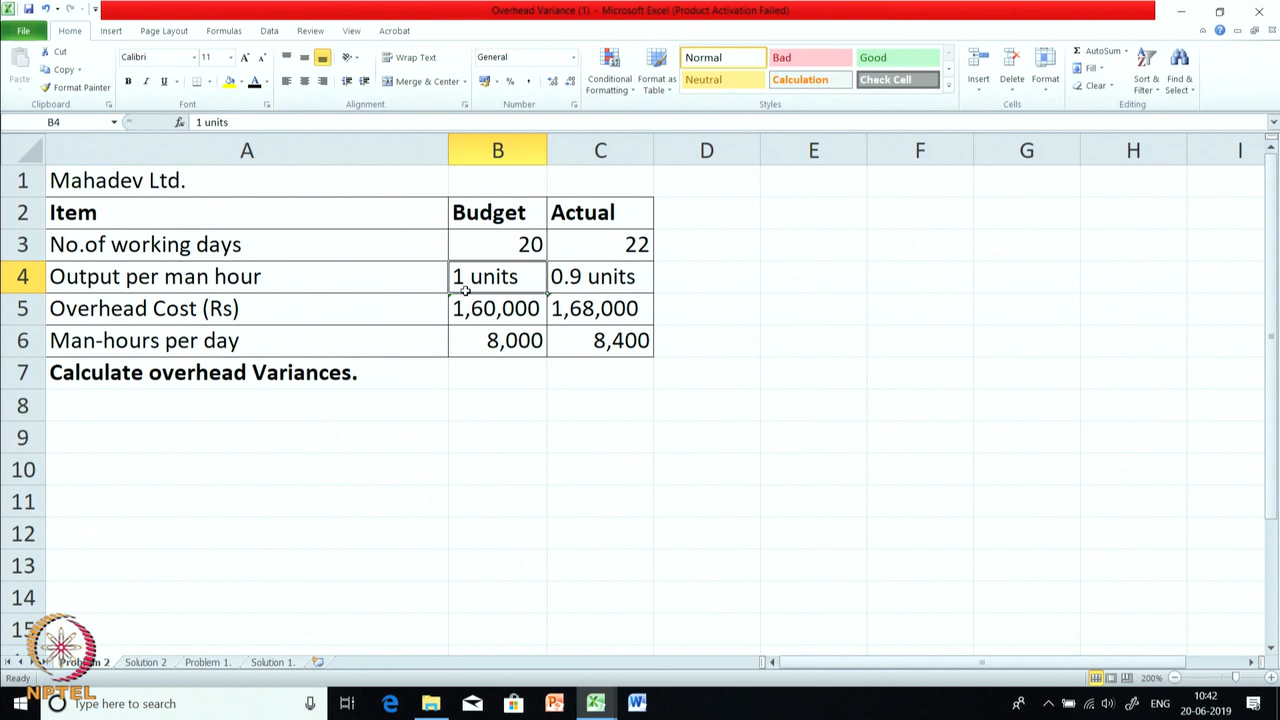 Overhead Variance (1) - Microsoft Excel (Product Activation Failed)
File Home Insert Page Layout Formulas Data Review View Acrobat
Paste Cut Copy Format Painter Clipboard
Calibri 11 B I U A Font
Wrap Text Merge & Center Alignment
General % , Number
Conditional Formatting Format as Table
Normal Bad Good
Neutral Calculation Check Cell
Styles
Insert Delete Format Cells
Σ AutoSum Fill Clear Sort & Filter Find & Select Editing
B4 fx 1 units
A B C D E F G H I
1 Mahadev Ltd.
2 Item Budget Actual
3 No.of working days 20 22
4 Output per man hour 1 units 0.9 units
5 Overhead Cost (Rs) 1,60,000 1,68,000
6 Man-hours per day 8,000 8,400
7 Calculate overhead Variances.
8
9
10
11
12
13
14
15
Problem 2 Solution 2 Problem 1. Solution 1.
Ready 200%
NPTEL
Type here to search
ENG 10:42 20-06-2019